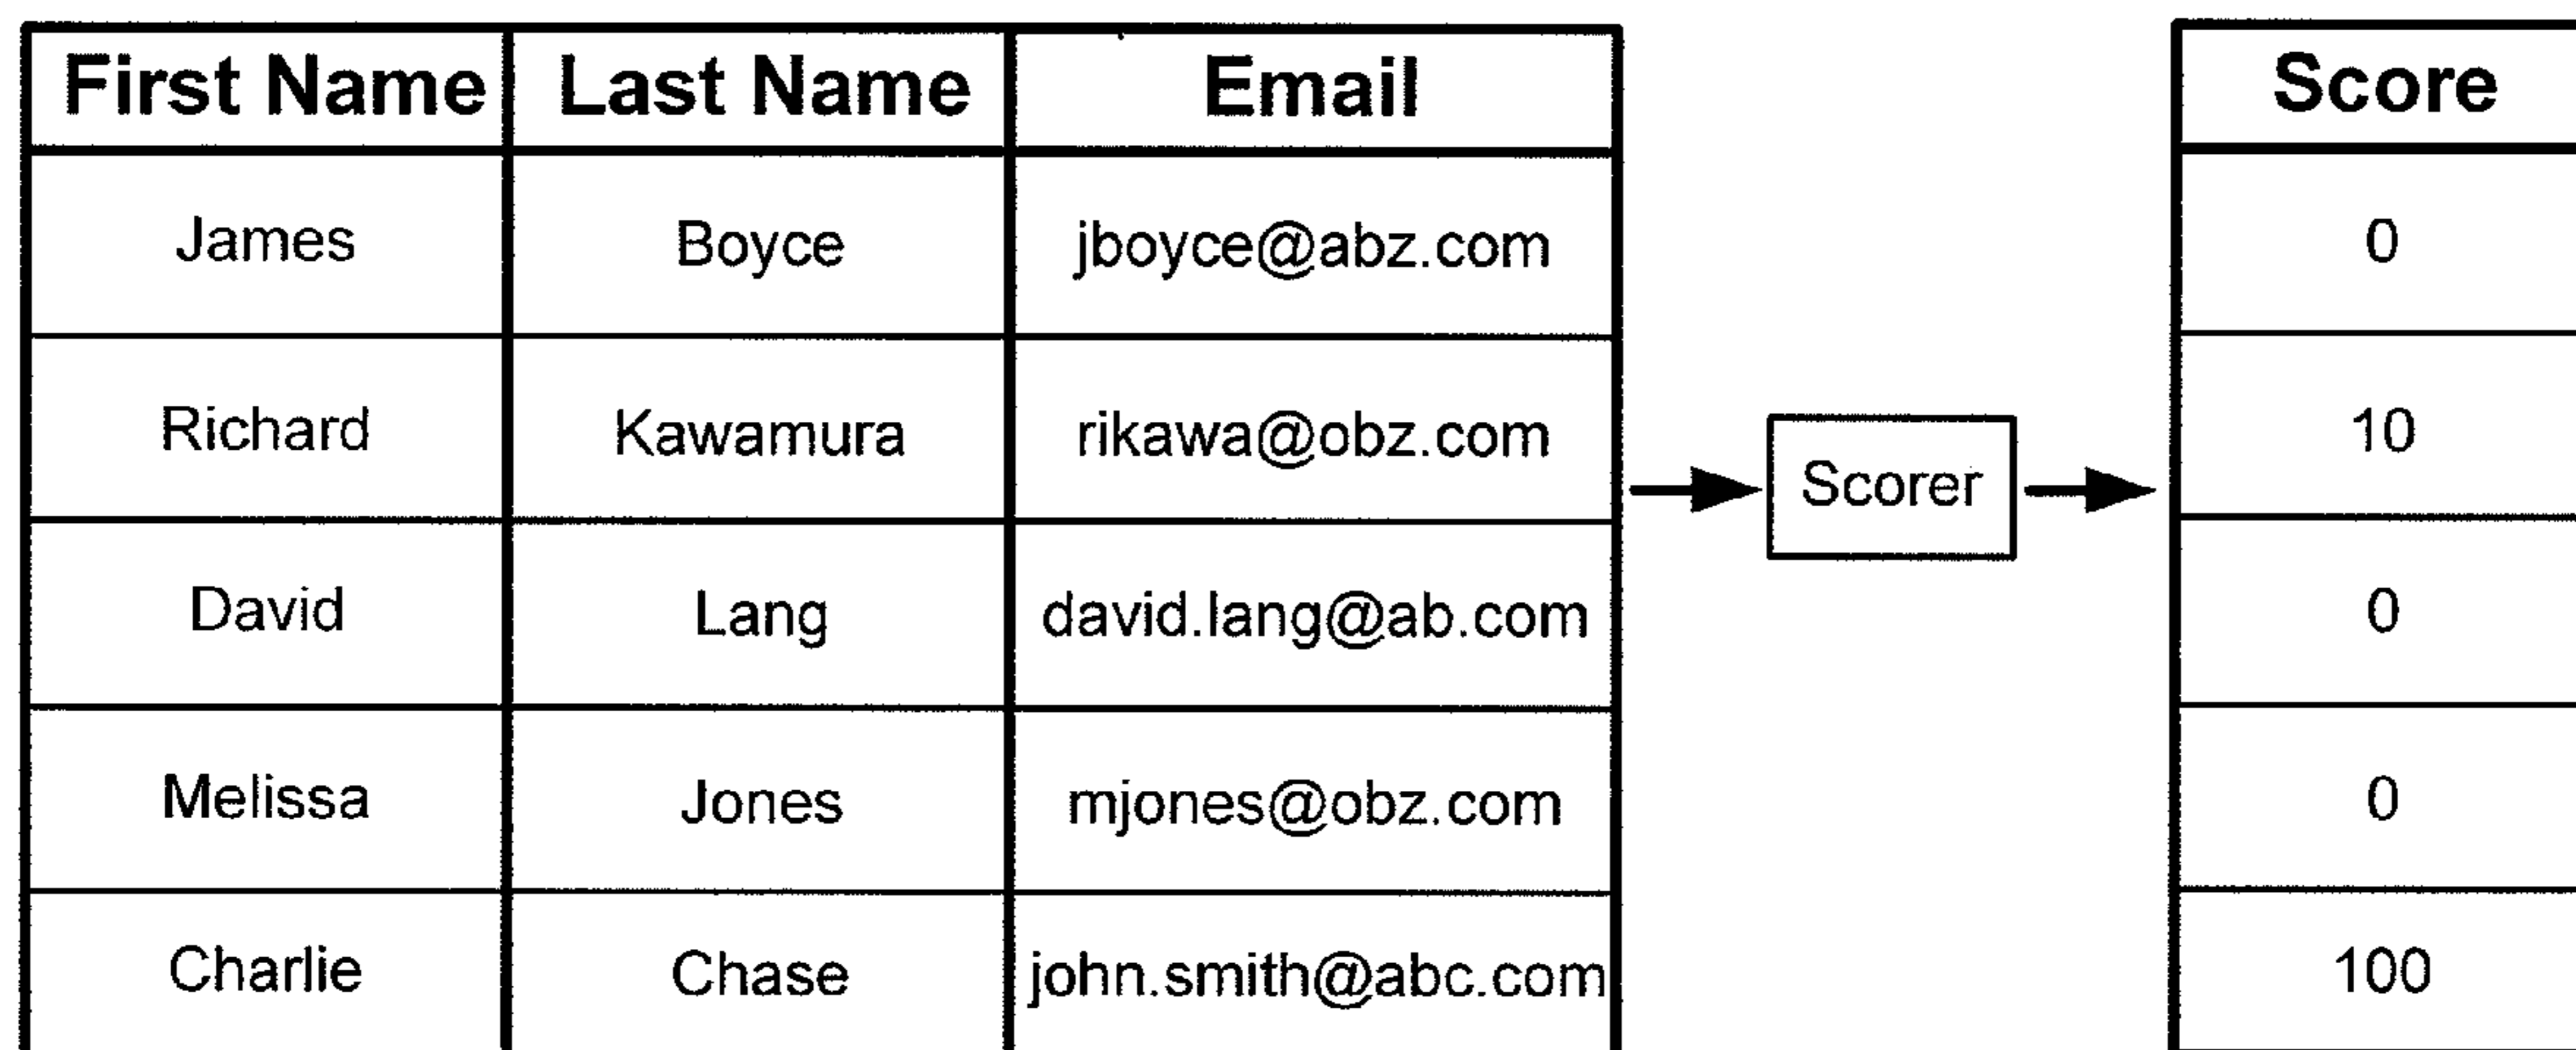 First Name Last Name Email Score
James Boyce jboyce@abz.com 0
Richard Kawamura rikawa@obz.com 10
Scorer
David Lang david.lang@ab.com 0
Melissa Jones mjones@obz.com 0
Charlie Chase john.smith@abc.com 100